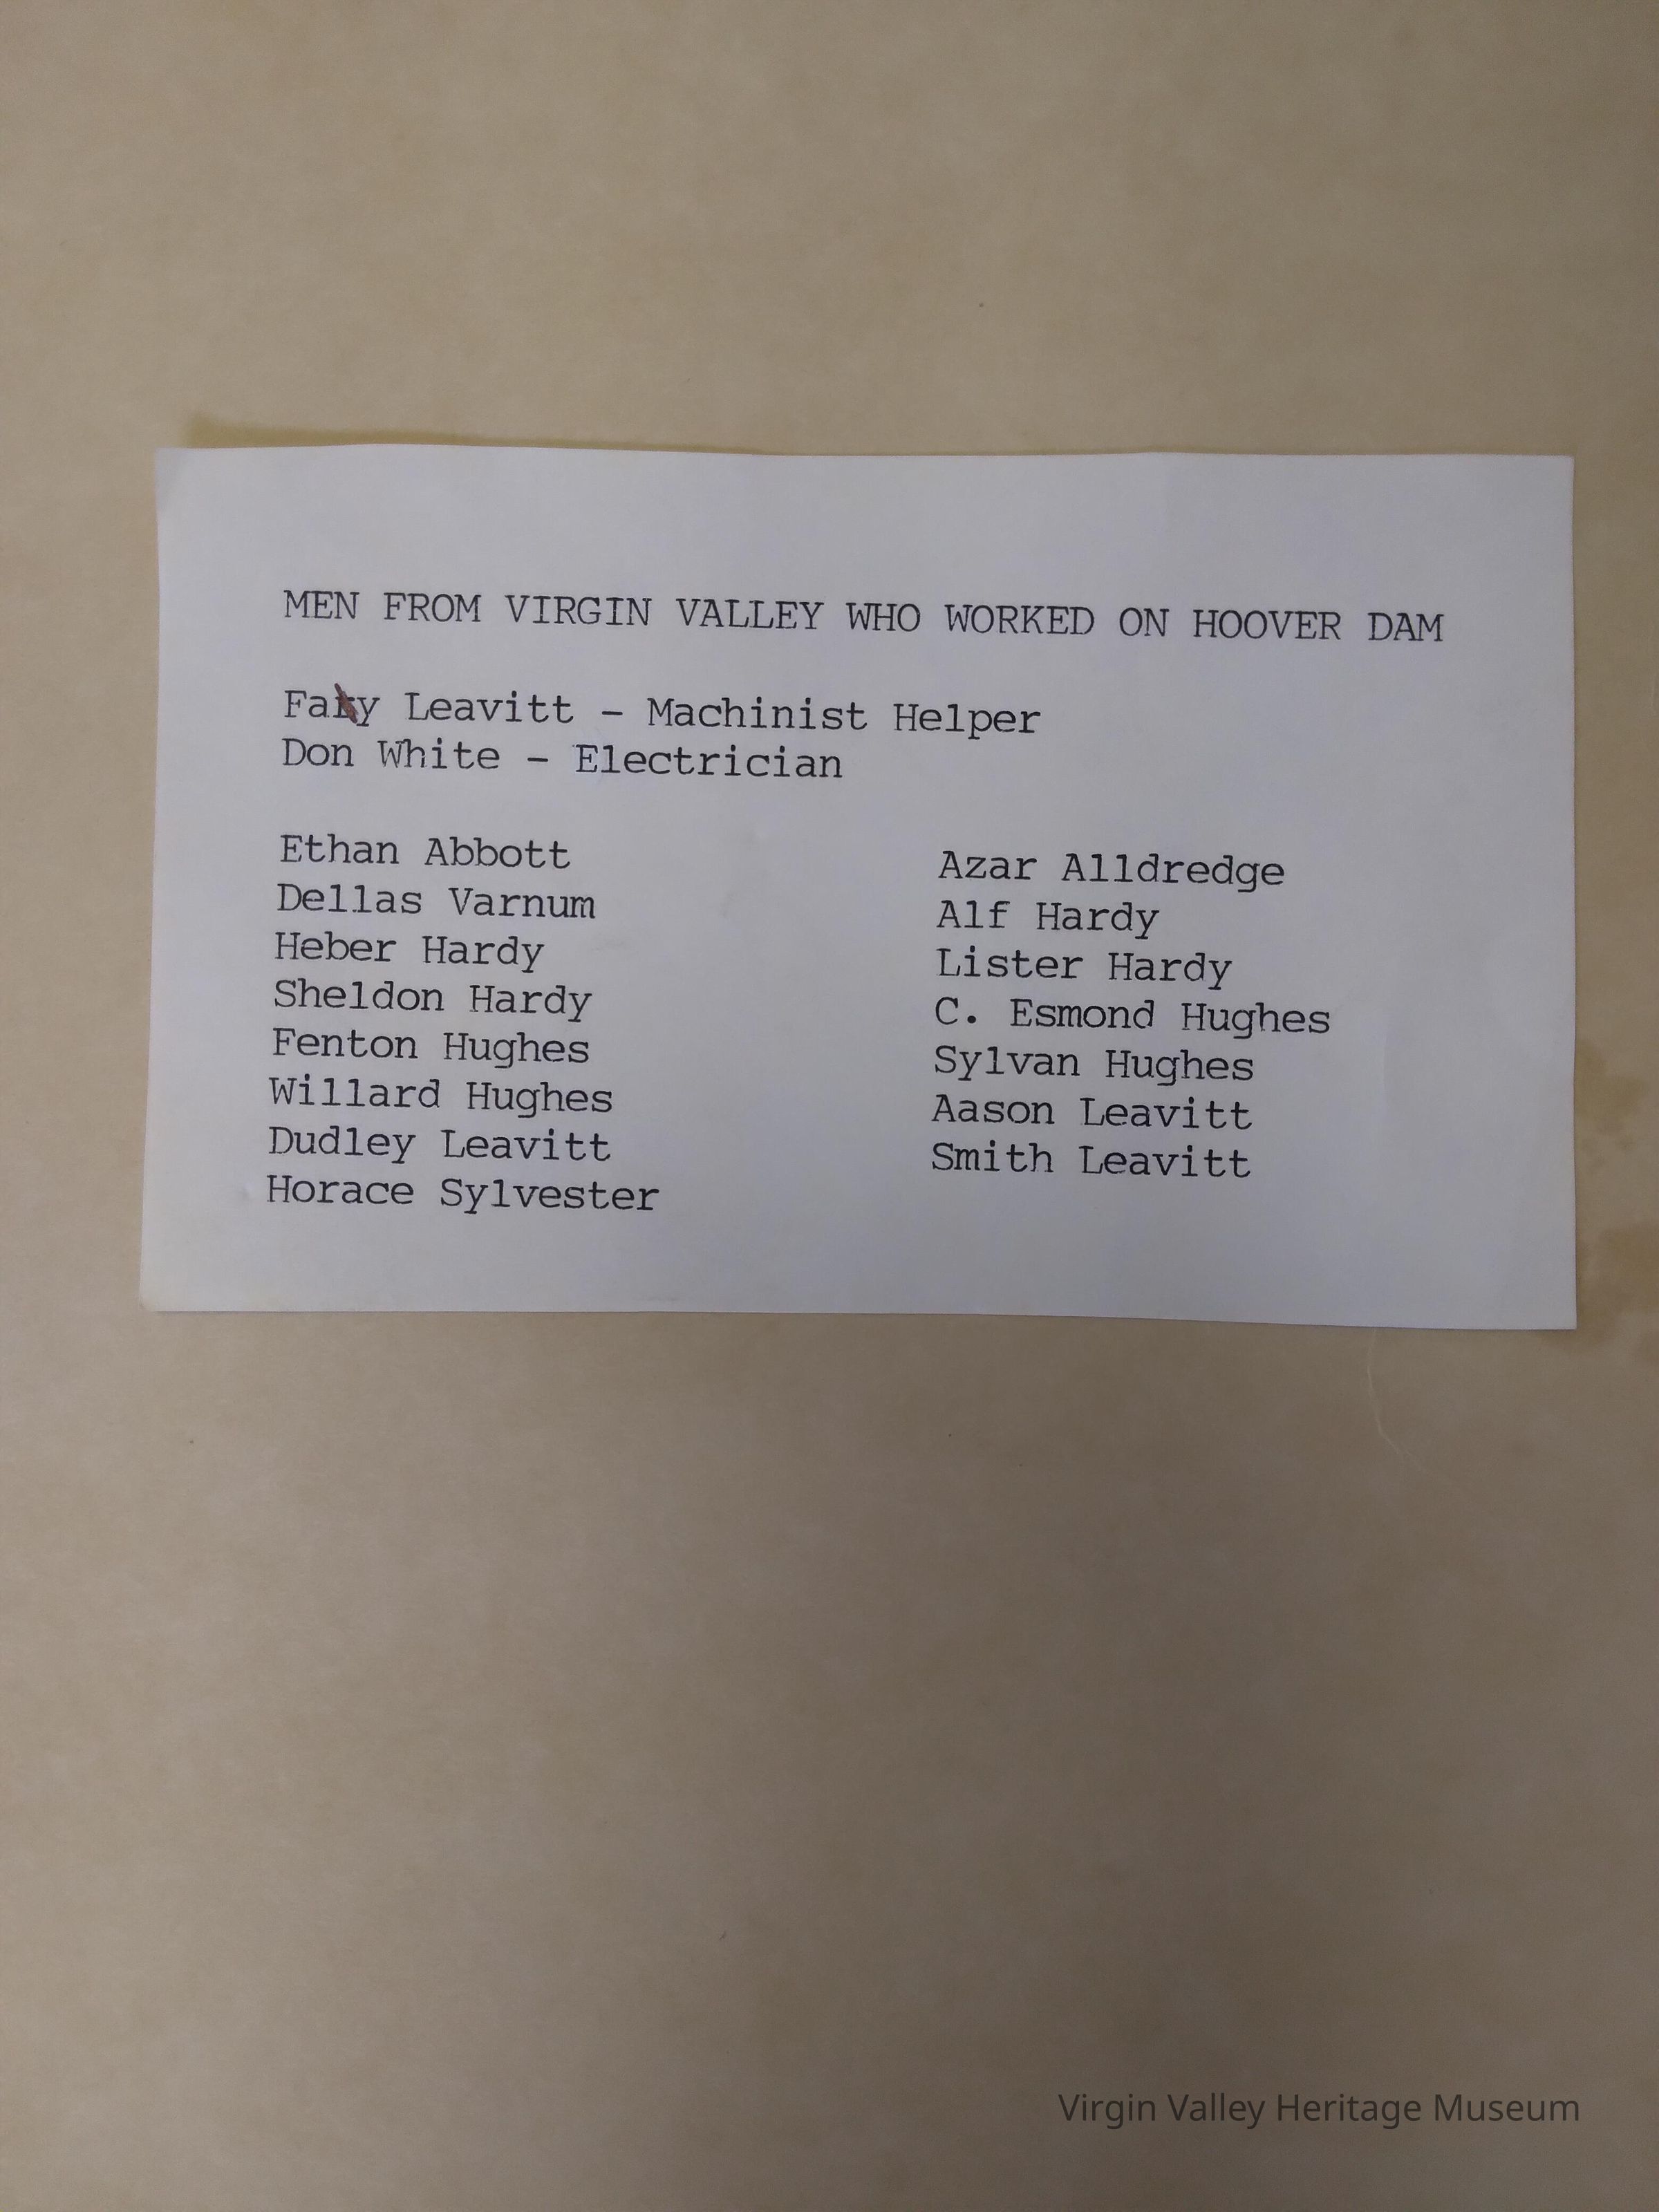 MEN FROM VIRGIN VALLEY WHO WORKED ON HOOVER DAM
Leavitt - Machinist Helper
Don White - Electrician
Ethan Abbott
Dellas Varnum
Heber Hardy
Sheldon Hardy
Fenton Hughes
Willard Hughes
Dudley Leavitt
Horace Sylvester
Azar Alldredge
Alf Hardy
Lister Hardy
C. Esmond Hughes
Sylvan Hughes
Aason Leavitt
Smith Leavitt
Virgin Valley Heritage Museum